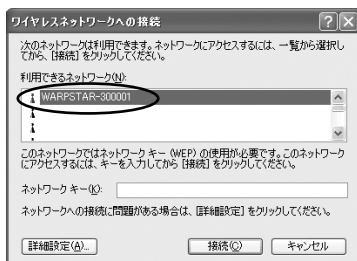 ワイヤレスネットワークへの接続
次のネットワークは利用できます。ネットワークにアクセスするには、一覧から選択し
てから、[接続] をクリックしてください。
利用できるネットワーク(N):
WARPSTAR-300001
このネットワークではネットワーク キー (WEP) の使用が必要です。このネットワーク
にアクセスするには、キーを入力してから [接続] をクリックしてください。
ネットワーク キー(K):
ネットワークへの接続に問題がある場合は、[詳細設定] をクリックしてください。
詳細設定(A)...
接続(C)
キャンセル